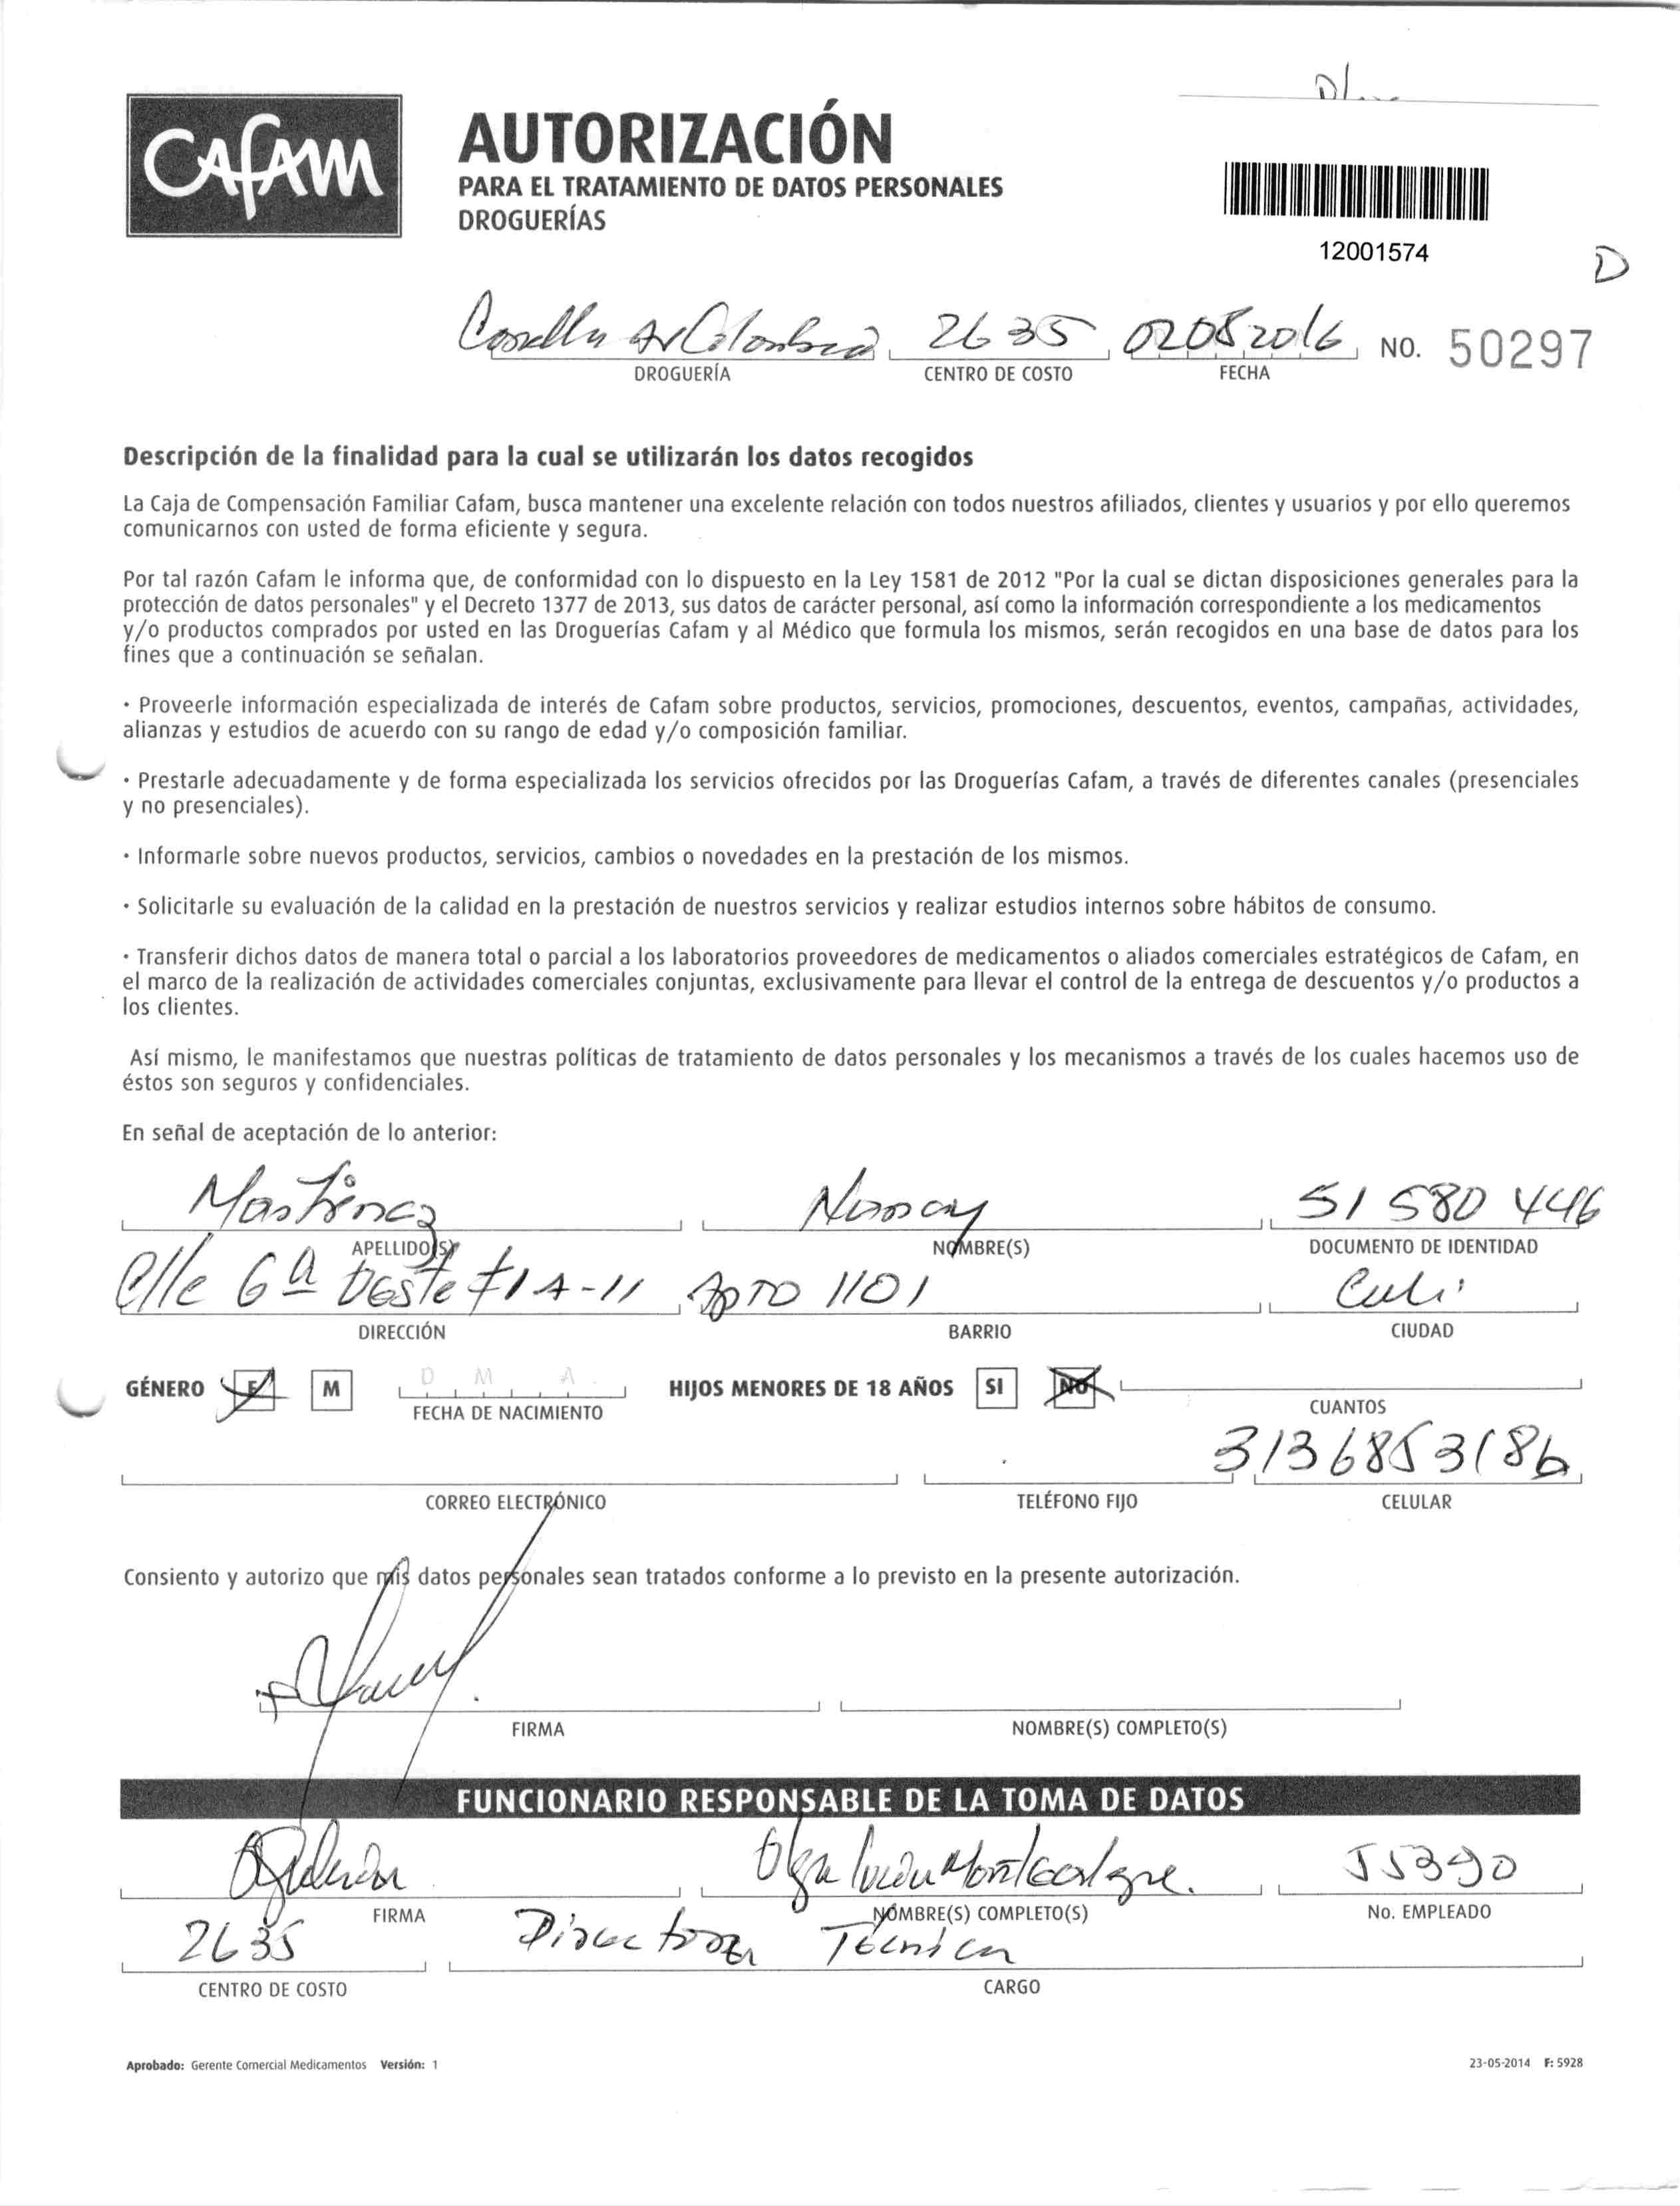 CAFAM
AUTORIZACIÓN
PARA EL TRATAMIENTO DE DATOS PERSONALES
DROGUERÍAS
12001574
D
Av Colombia 2635 02082016 NO. 50297
DROGUERÍA CENTRO DE COSTO FECHA
Descripción de la finalidad para la cual se utilizarán los datos recogidos
La Caja de Compensación Familiar Cafam, busca mantener una excelente relación con todos nuestros afiliados, clientes y usuarios y por ello queremos
comunicarnos con usted de forma eficiente y segura.
Por tal razón Cafam le informa que, de conformidad con lo dispuesto en la Ley 1581 de 2012 "Por la cual se dictan disposiciones generales para la
protección de datos personales" y el Decreto 1377 de 2013, sus datos de carácter personal, así como la información correspondiente a los medicamentos
y/o productos comprados por usted en las Droguerías Cafam y al Médico que formula los mismos, serán recogidos en una base de datos para los
fines que a continuación se señalan.
· Proveerle información especializada de interés de Cafam sobre productos, servicios, promociones, descuentos, eventos, campañas, actividades,
alianzas y estudios de acuerdo con su rango de edad y/o composición familiar.
· Prestarle adecuadamente y de forma especializada los servicios ofrecidos por las Droguerías Cafam, a través de diferentes canales (presenciales
y no presenciales).
· Informarle sobre nuevos productos, servicios, cambios o novedades en la prestación de los mismos.
· Solicitarle su evaluación de la calidad en la prestación de nuestros servicios y realizar estudios internos sobre hábitos de consumo.
· Transferir dichos datos de manera total o parcial a los laboratorios proveedores de medicamentos o aliados comerciales estratégicos de Cafam, en
el marco de la realización de actividades comerciales conjuntas, exclusivamente para llevar el control de la entrega de descuentos y/o productos a
los clientes.
Así mismo, le manifestamos que nuestras políticas de tratamiento de datos personales y los mecanismos a través de los cuales hacemos uso de
éstos son seguros y confidenciales.
En señal de aceptación de lo anterior:
Martinez Nancy 51 580 446
APELLIDO(S) NOMBRE(S) DOCUMENTO DE IDENTIDAD
Clle 6ª Oeste #1A-11 Apto 1101 Cali
DIRECCIÓN BARRIO CIUDAD
GÉNERO F M D M A HIJOS MENORES DE 18 AÑOS SI NO
FECHA DE NACIMIENTO CUANTOS
3136853186
CORREO ELECTRÓNICO TELÉFONO FIJO CELULAR
Consiento y autorizo que mis datos personales sean tratados conforme a lo previsto en la presente autorización.
FIRMA NOMBRE(S) COMPLETO(S)
FUNCIONARIO RESPONSABLE DE LA TOMA DE DATOS
Olga Lucia Montealegre. 55390
FIRMA NOMBRE(S) COMPLETO(S) No. EMPLEADO
2635 Directora Técnica
CENTRO DE COSTO CARGO
Aprobado: Gerente Comercial Medicamentos Versión: 1 23-05-2014 F: 5928